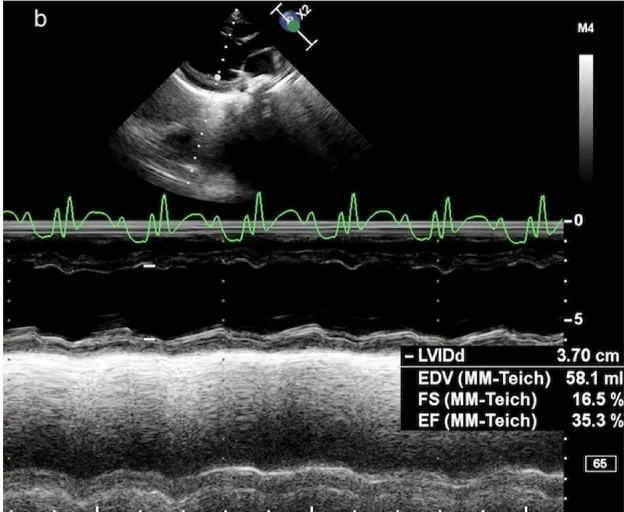 b
P
X2
M4
0
5
LVIDd 3.70 cm
EDV (MM-Teich) 58.1 ml
FS (MM-Teich) 16.5 %
EF (MM-Teich) 35.3 %
65